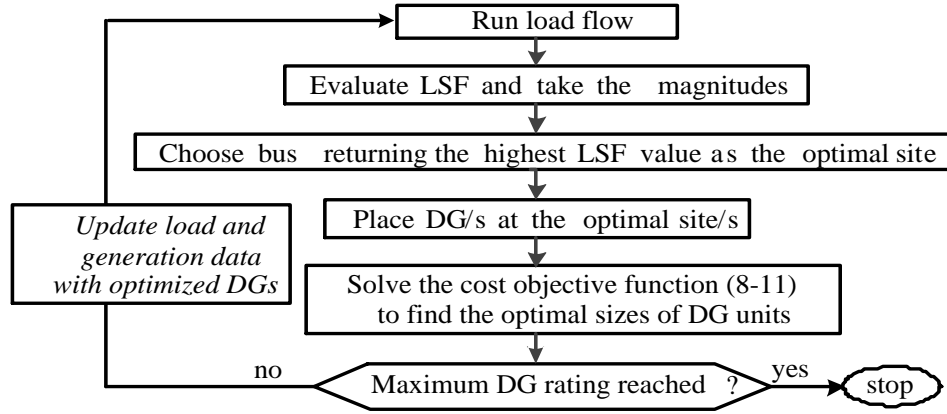 Run load flow
Evaluate LSF and take the magnitudes
Choose bus returning the highest LSF value as the optimal site
Place DG/s at the optimal site/s
Update load and
generation data
with optimized DGs
Solve the cost objective function (8-11)
to find the optimal sizes of DG units
no
Maximum DG rating reached ?
yes
stop